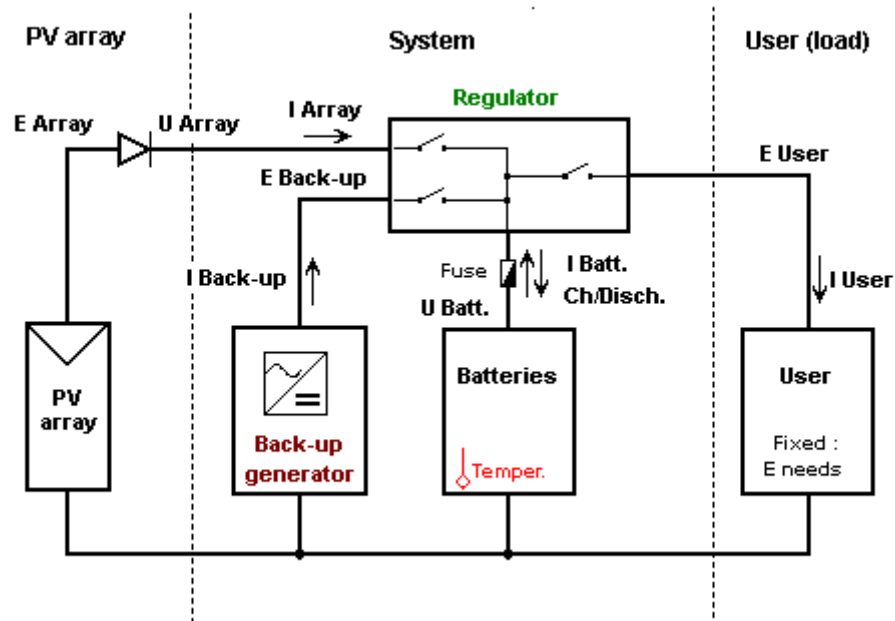 PV array
System
User (load)
Regulator
I Array
E Array
U Array
E User
E Back-up
I Back-up
Fuse
I Batt.
Ch/Disch.
U Batt.
I User
PV
array
Back-up
generator
Batteries
Temper.
User
Fixed :
E needs